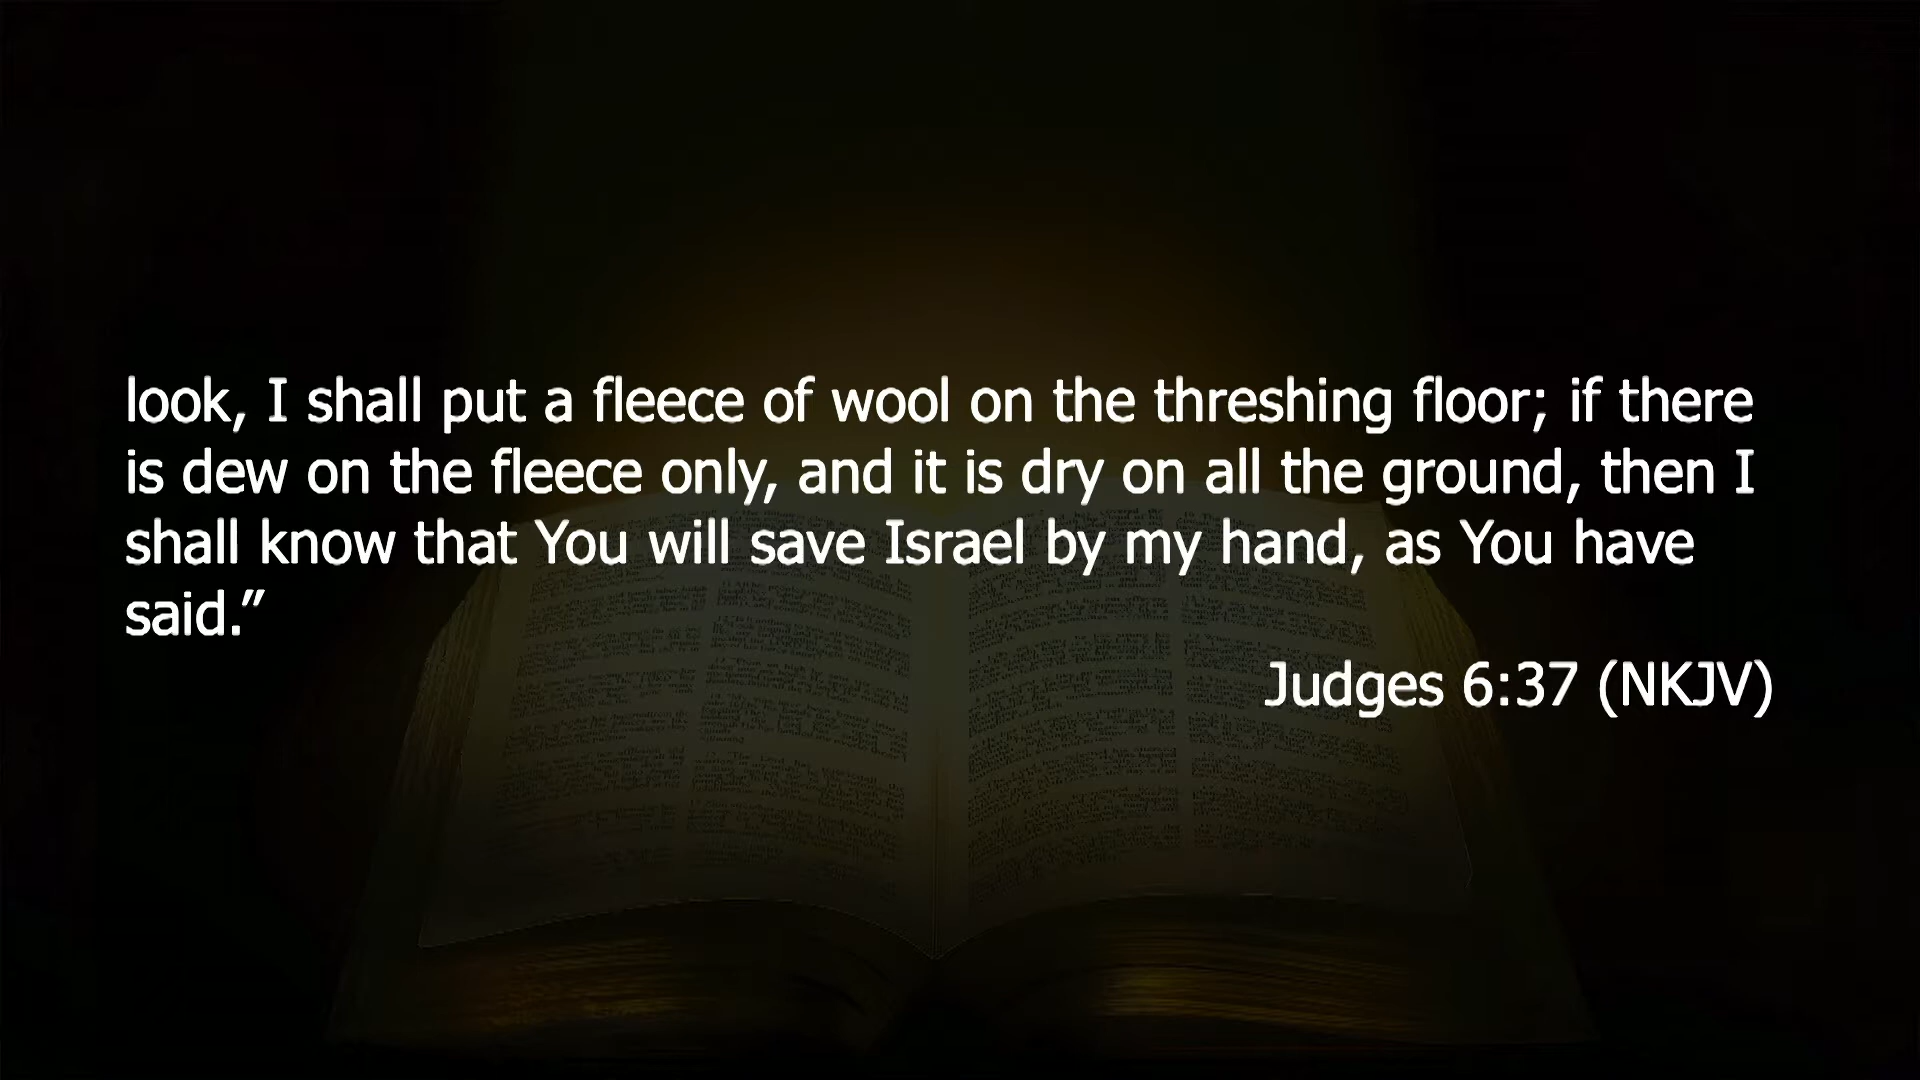 look, I shall put a fleece of wool on the threshing floor; if there
is dew on the fleece only, and it is dry on all the ground, then I
shall know that You will save Israel by my hand, as You have
said.”
Judges 6:37 (NKJV)